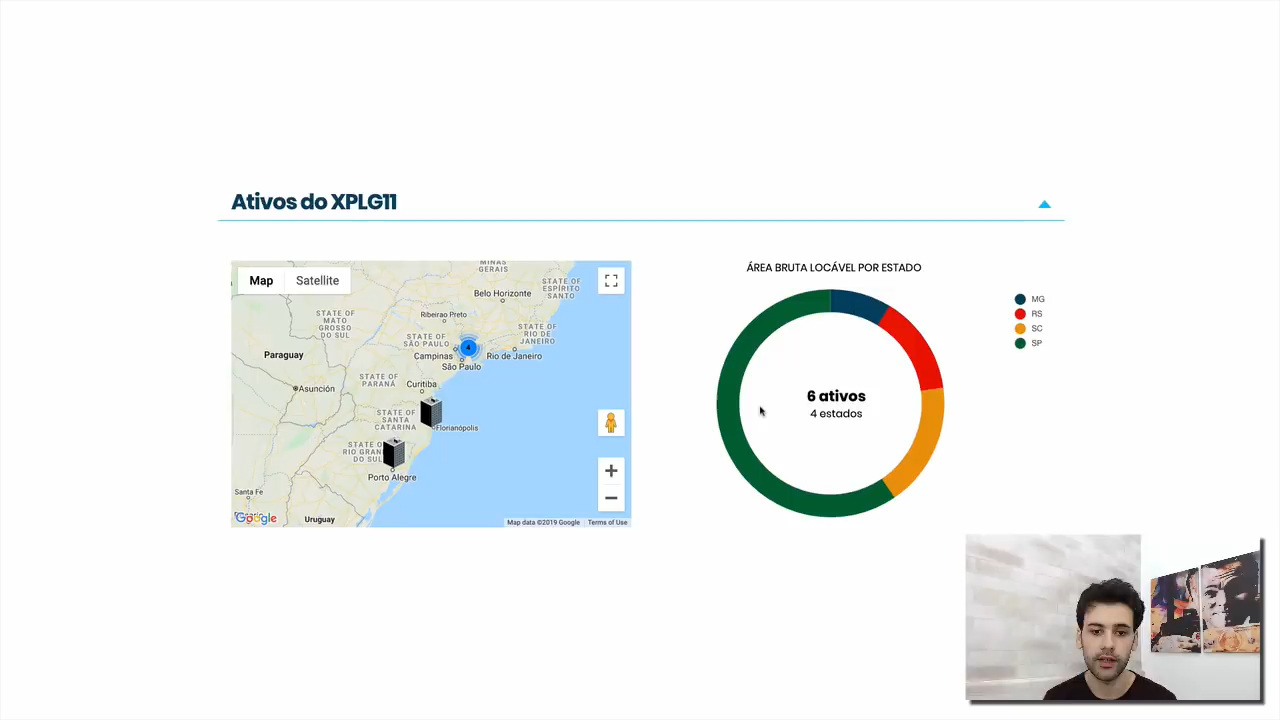 Ativos do XPLG11
Map
Satellite
MINAS
GERAIS
STATE OF
ESPÍRITO
SANTO
Belo Horizonte
STATE OF
MATO
GROSSO
DO SUL
Ribeirao Preto
STATE OF
RIO DE
JANEIRO
STATE OF
SÃO PAULO
4
Paraguay
Campinas
Rio de Janeiro
São Paulo
STATE OF
PARANÁ
Asunción
Curitiba
STATE OF
SANTA
CATARINA
Florianópolis
STATE OF
RIO GRAN
DO SUL
Porto Alegre
Santa Fe
Uruguay
Google
Map data ©2019 Google
Terms of Use
ÁREA BRUTA LOCÁVEL POR ESTADO
6 ativos
4 estados
MG
RS
SC
SP